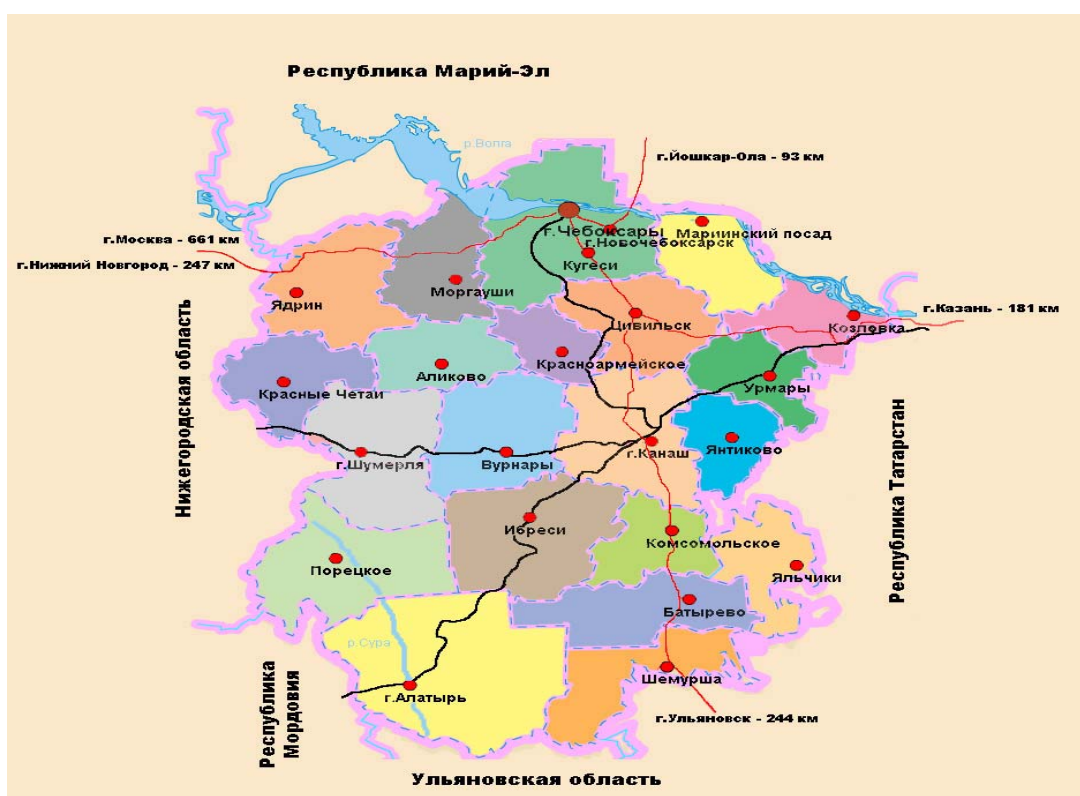 Республика Марий-Эл
р.Волга
г.Йошкар-Ола - 93 км
г.Чебоксары
Мариинский посад
г.Москва - 661 км
г.Новочебоксарск
г.Нижний Новгород - 247 км
Кугеси
Ядрин
Моргауши
г.Казань - 181 км
Цивильск
Козловка
Нижегородская область
Аликово
Красноармейское
Красные Четаи
Урмары
г.Шумерля
Вурнары
г.Канаш
Янтиково
Республика Татарстан
Ибреси
Комсомольское
Порецкое
Яльчики
Батырево
р.Сура
Шемурша
г.Алатырь
Республика
Мордовия
г.Ульяновск - 244 км
Ульяновская область